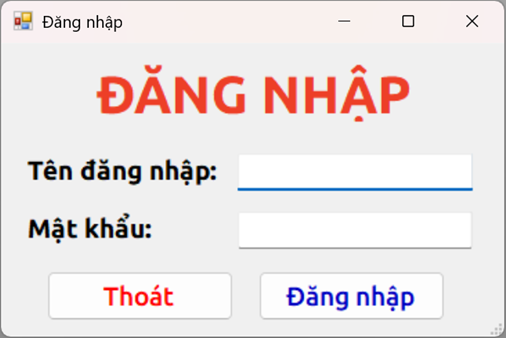 Đăng nhập
ĐĂNG NHẬP
Tên đăng nhập:
Mật khẩu:
Thoát Đăng nhập